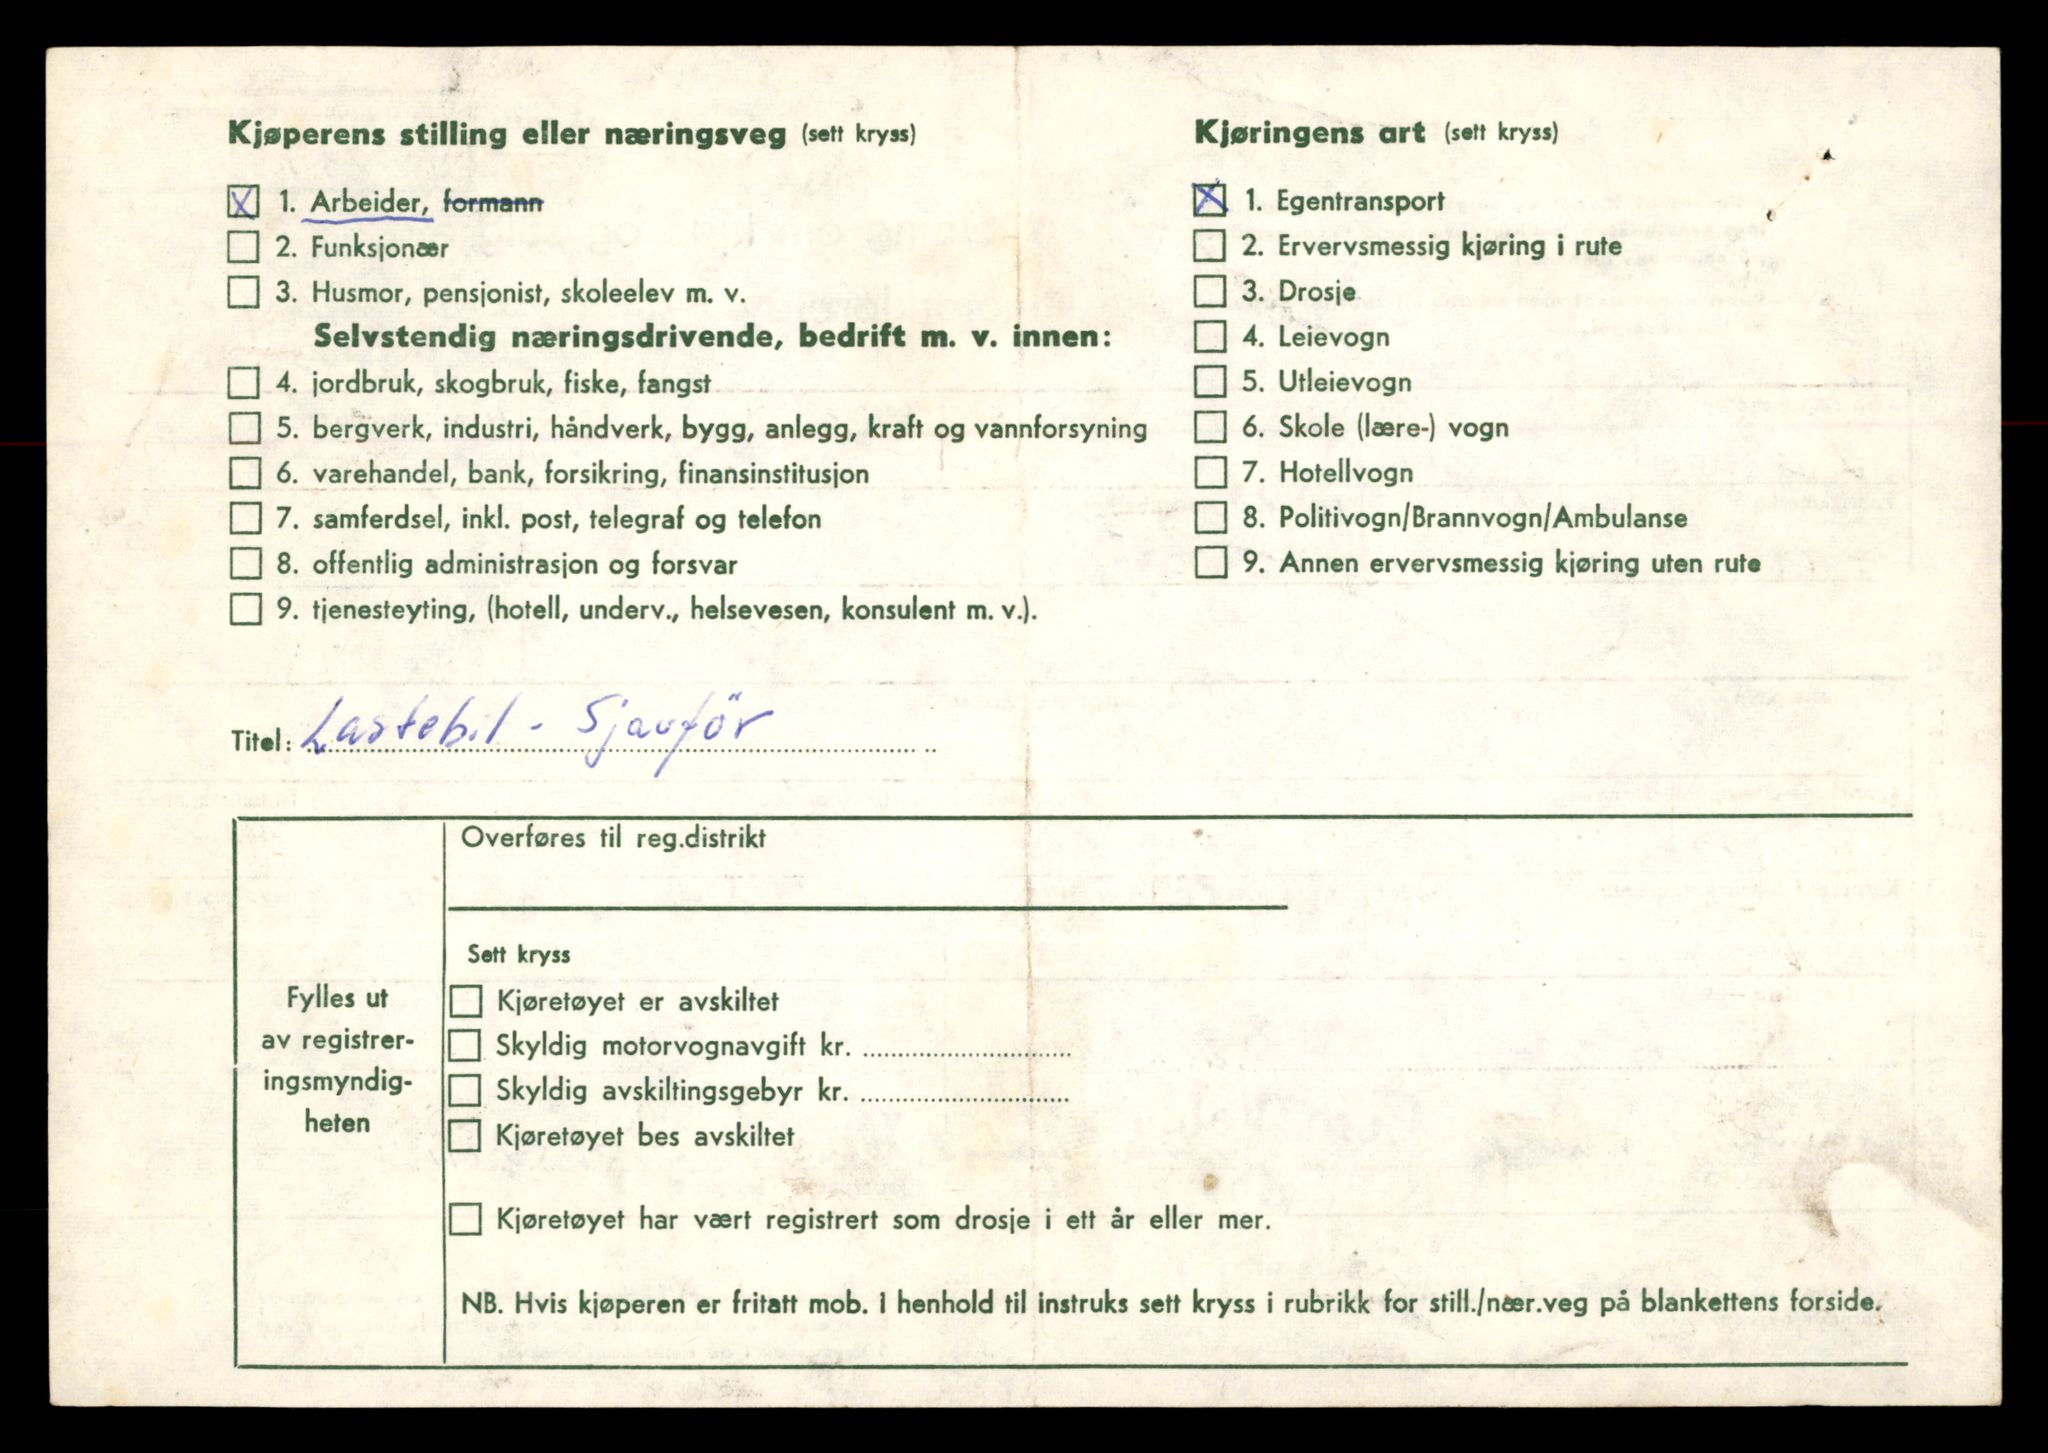 Kjøperens stilling eller næringsveg (sett kryss)
1. Arbeider, formann
2. Funksjonær
3. Husmor, pensjonist, skoleelev m. v.
Selvstendig næringsdrivende, bedrift m. v. innen:
4. jordbruk, skogbruk, fiske, fangst
5. bergverk, industri, håndverk, bygg, anlegg, kraft og vannforsyning
6. varehandel, bank, forsikring, finansinstitusjon
7. samferdsel, inkl. post, telegraf og telefon
8. offentlig administrasjon og forsvar
9. tjenesteyting, (hotell, underv., helsevesen, konsulent m. v.).
Kjøringens art (sett kryss)
1. Egentransport
2. Ervervsmessig kjøring i rute
3. Drosje
4. Leievogn
5. Utleievogn
6. Skole (lære-) vogn
7. Hotellvogn
8. Politivogn/Brannvogn/Ambulanse
9. Annen ervervsmessig kjøring uten rute
Titel: Lastebil - Sjauför
Fylles ut
av registrer-
ingsmyndig-
heten
Overføres til reg.distrikt
Sett kryss
Kjøretøyet er avskiltet
Skyldig motorvognavgift kr.
Skyldig avskiltingsgebyr kr.
Kjøretøyet bes avskiltet
Kjøretøyet har vært registrert som drosje i ett år eller mer.
NB. Hvis kjøperen er fritatt mob. i henhold til instruks sett kryss i rubrikk for still./nær.veg på blankettens forside.